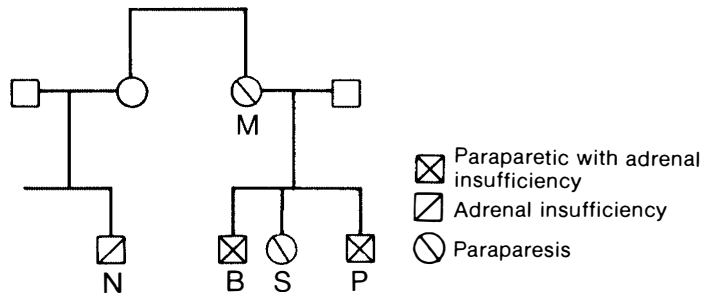 M
Paraparetic with adrenal
insufficiency
Adrenal insufficiency
Paraparesis
N
B
S
P